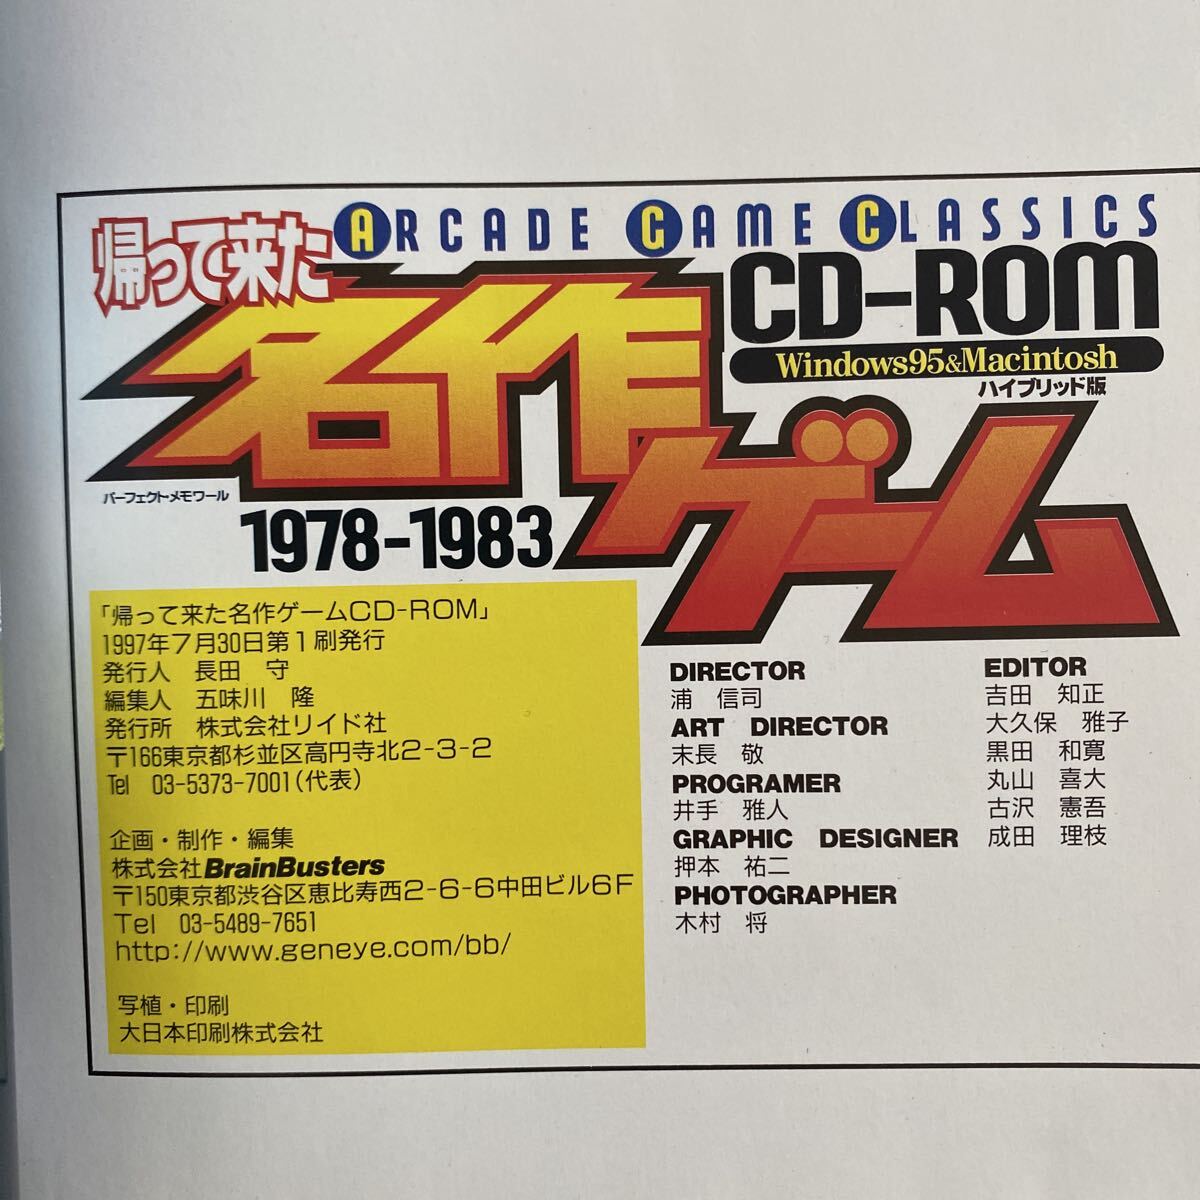 帰って来た
ARCADE GAME CLASSICS
名作ゲーム
CD-ROM
Windows95&Macintosh
ハイブリッド版
パーフェクト・メモワール
1978-1983
「帰って来た名作ゲームCD-ROM」
1997年7月30日第1刷発行
発行人 長田 守
編集人 五味川 隆
発行所 株式会社リイド社
〒166東京都杉並区高円寺北2-3-2
Tel 03-5373-7001(代表)
企画・制作・編集
株式会社BrainBusters
〒150東京都渋谷区恵比寿西2-6-6中田ビル6F
Tel 03-5489-7651
http://www.geneye.com/bb/
写植・印刷
大日本印刷株式会社
DIRECTOR
浦 信司
ART DIRECTOR
末長 敬
PROGRAMER
井手 雅人
GRAPHIC DESIGNER
押本 祐二
PHOTOGRAPHER
木村 将
EDITOR
吉田 知正
大久保 雅子
黒田 和寛
丸山 喜大
古沢 憲吾
成田 理枝